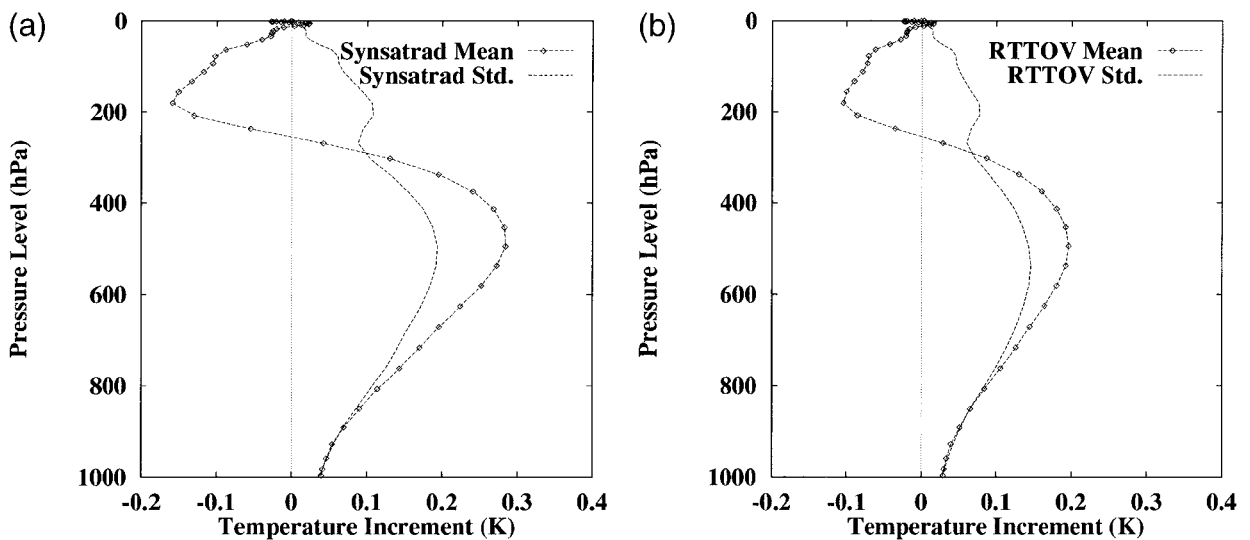 (a)
Pressure Level (hPa)
0
200
400
600
800
1000
Synsatrad Mean
Synsatrad Std.
-0.2 -0.1 0 0.1 0.2 0.3 0.4
Temperature Increment (K)
(b)
Pressure Level (hPa)
0
200
400
600
800
1000
RTTOV Mean
RTTOV Std.
-0.2 -0.1 0 0.1 0.2 0.3 0.4
Temperature Increment (K)